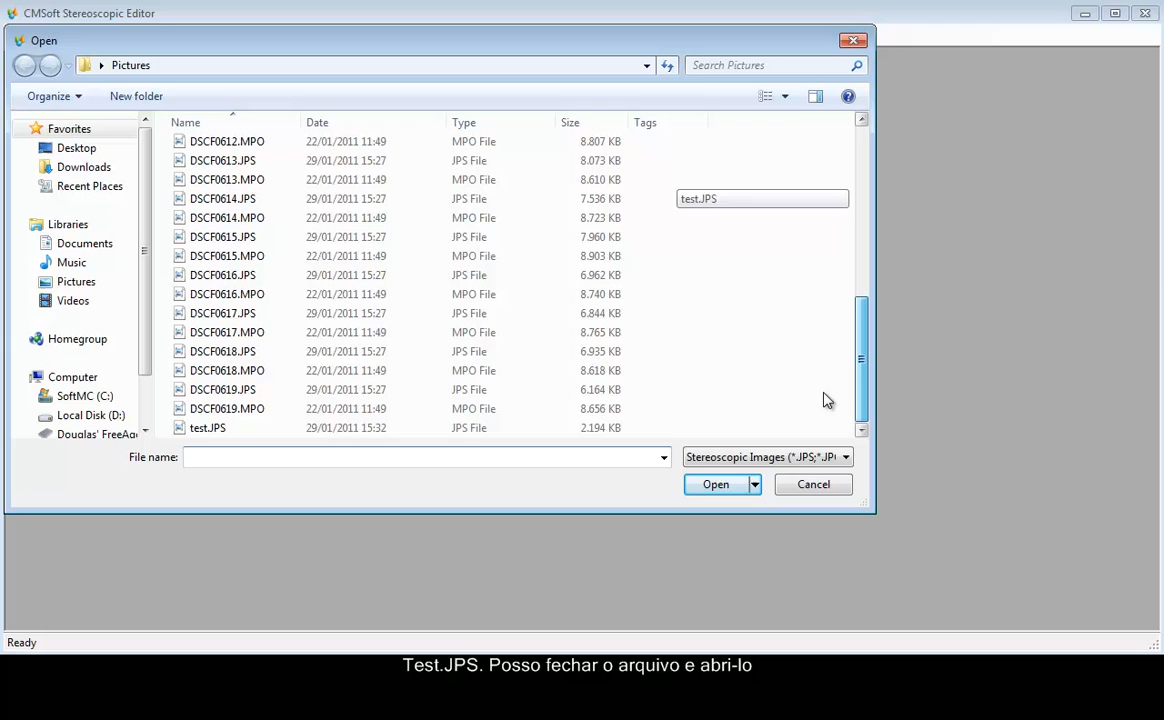 CMSoft Stereoscopic Editor
Open
Pictures
Search Pictures
Organize
New folder
Favorites
Desktop
Downloads
Recent Places
Libraries
Documents
Music
Pictures
Videos
Homegroup
Computer
SoftMC (C:)
Local Disk (D:)
Douglas' FreeAg
Name Date Type Size Tags
DSCF0612.MPO 22/01/2011 11:49 MPO File 8.807 KB
DSCF0613.JPS 29/01/2011 15:27 JPS File 8.073 KB
DSCF0613.MPO 22/01/2011 11:49 MPO File 8.610 KB
DSCF0614.JPS 29/01/2011 15:27 JPS File 7.536 KB
DSCF0614.MPO 22/01/2011 11:49 MPO File 8.723 KB
DSCF0615.JPS 29/01/2011 15:27 JPS File 7.960 KB
DSCF0615.MPO 22/01/2011 11:49 MPO File 8.903 KB
DSCF0616.JPS 29/01/2011 15:27 JPS File 6.962 KB
DSCF0616.MPO 22/01/2011 11:49 MPO File 8.740 KB
DSCF0617.JPS 29/01/2011 15:27 JPS File 6.844 KB
DSCF0617.MPO 22/01/2011 11:49 MPO File 8.765 KB
DSCF0618.JPS 29/01/2011 15:27 JPS File 6.935 KB
DSCF0618.MPO 22/01/2011 11:49 MPO File 8.618 KB
DSCF0619.JPS 29/01/2011 15:27 JPS File 6.164 KB
DSCF0619.MPO 22/01/2011 11:49 MPO File 8.656 KB
test.JPS 29/01/2011 15:32 JPS File 2.194 KB
test.JPS
File name:
Stereoscopic Images (*.JPS;*.JP
Open
Cancel
Ready
Test.JPS. Posso fechar o arquivo e abri-lo